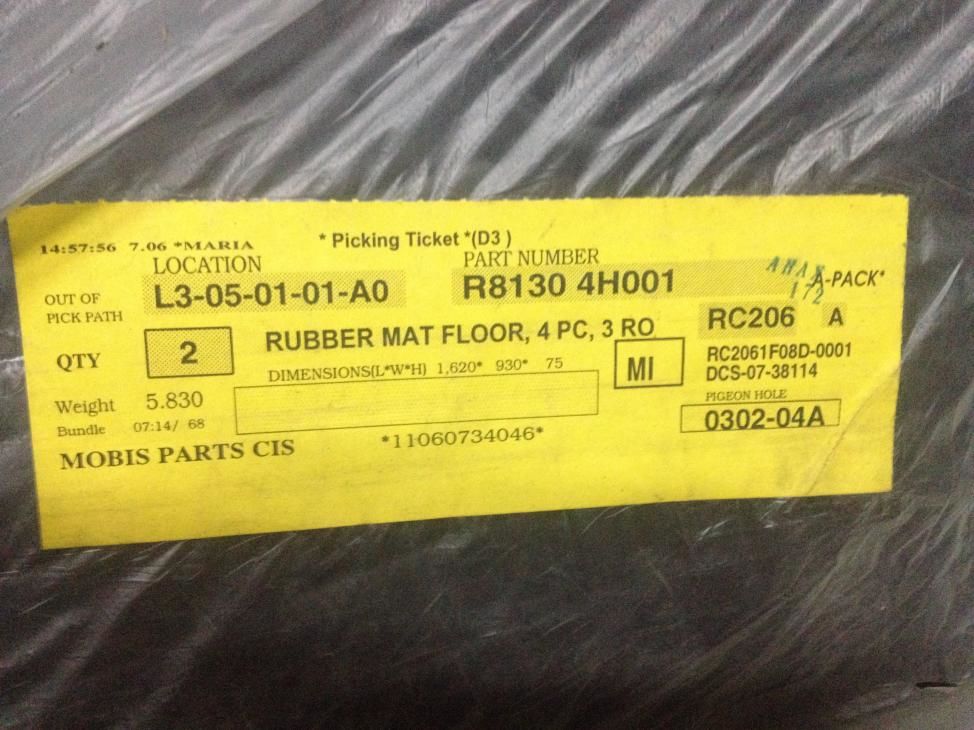 14:57:56 7.06 *MARIA * Picking Ticket *(D3 )
LOCATION PART NUMBER
OUT OF
PICK PATH
L3-05-01-01-A0 R8130 4H001 A-PACK*
1/2
QTY 2 RUBBER MAT FLOOR, 4 PC, 3 RO RC206 A
DIMENSIONS(L*W*H) 1,620* 930* 75 MI RC2061F08D-0001
DCS-07-38114
Weight 5.830 PIGEON HOLE
Bundle 07:14/ 68 0302-04A
MOBIS PARTS CIS *11060734046*